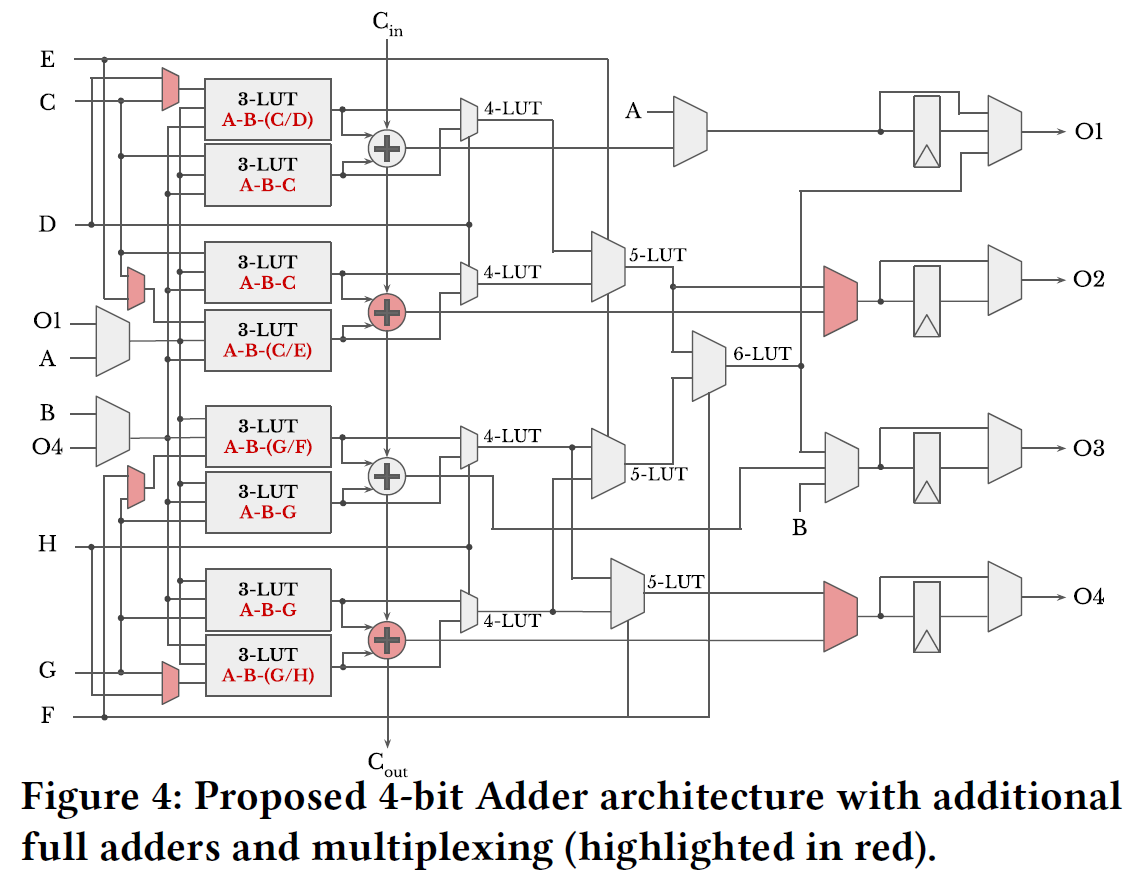 C_in
E
C
3-LUT
A-B-(C/D)
4-LUT
A
O1
3-LUT
A-B-C
D
3-LUT
A-B-C
4-LUT
5-LUT
O2
O1
3-LUT
A-B-(C/E)
A
6-LUT
B
3-LUT
A-B-(G/F)
4-LUT
O4
O3
5-LUT
3-LUT
A-B-G
B
H
3-LUT
A-B-G
5-LUT
O4
4-LUT
3-LUT
A-B-(G/H)
G
F
C_out
Figure 4: Proposed 4-bit Adder architecture with additional
full adders and multiplexing (highlighted in red).